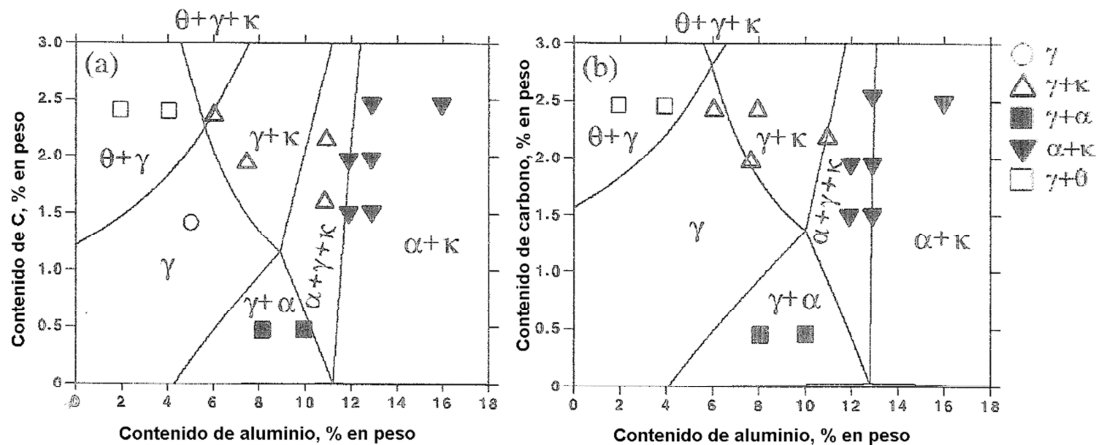 θ+γ+κ
(a)
3.0
2.5
2.0
1.5
1.0
0.5
0
θ+γ
γ+κ
γ
γ+α
α+γ+κ
α+κ
0 2 4 6 8 10 12 14 16 18
Contenido de C, % en peso
Contenido de aluminio, % en peso
θ+γ+κ
(b)
3.0
2.5
2.0
1.5
1.0
0.5
0
θ+γ
γ+κ
γ
γ+α
α+γ+κ
α+κ
0 2 4 6 8 10 12 14 16 18
Contenido de carbono, % en peso
Contenido de aluminio, % en peso
γ
γ+κ
γ+α
α+κ
γ+θ